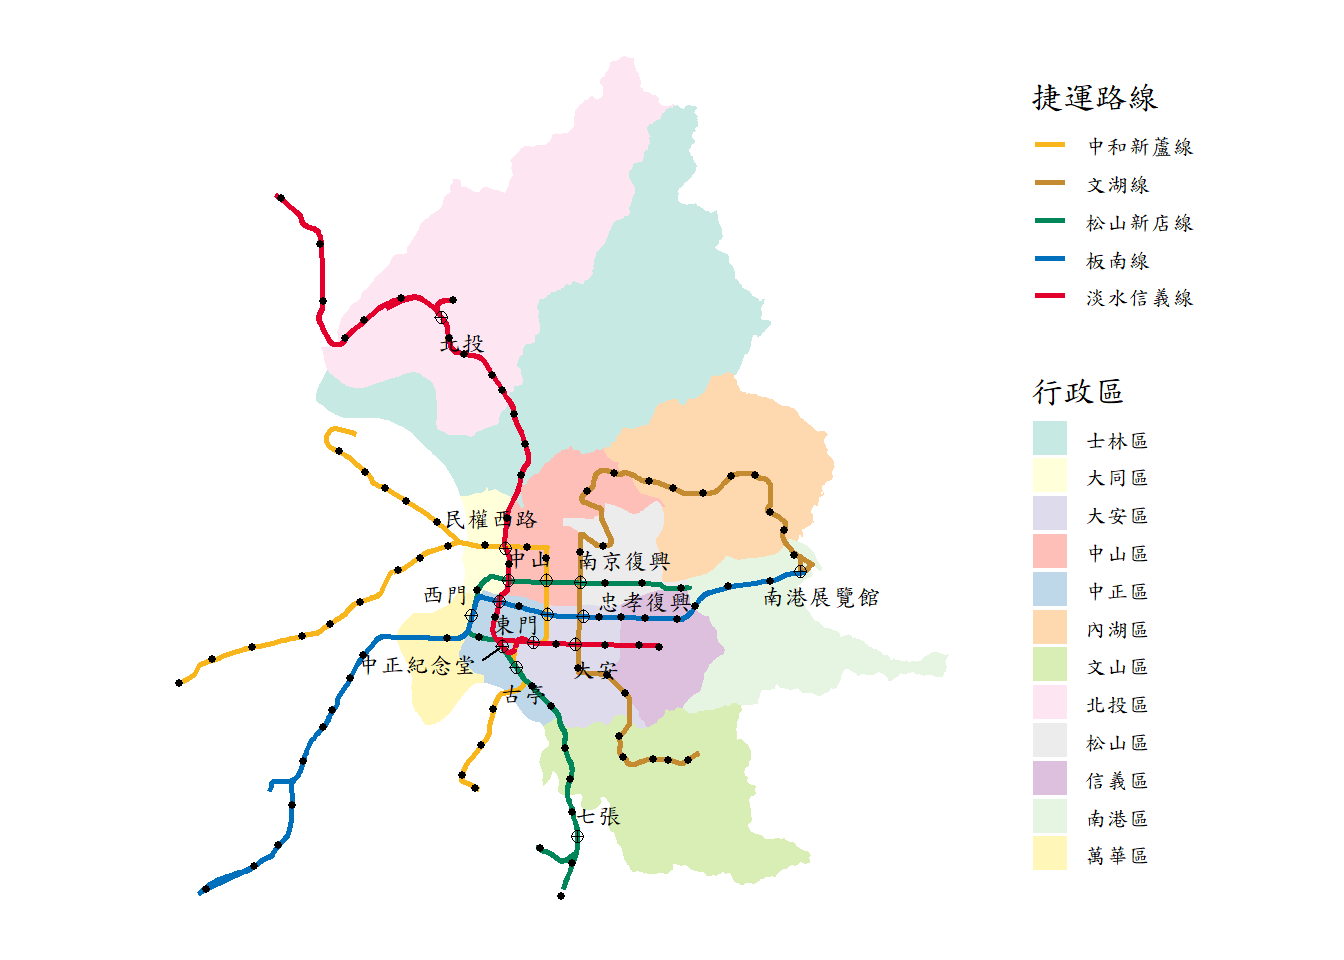 捷運路線
中和新蘆線
文湖線
松山新店線
板南線
淡水信義線
行政區
士林區
大同區
大安區
中山區
中正區
內湖區
文山區
北投區
松山區
信義區
南港區
萬華區
北投
民權西路
中山
南京復興
西門
忠孝復興
南港展覽館
東門
中正紀念堂
大安
古亭
七張